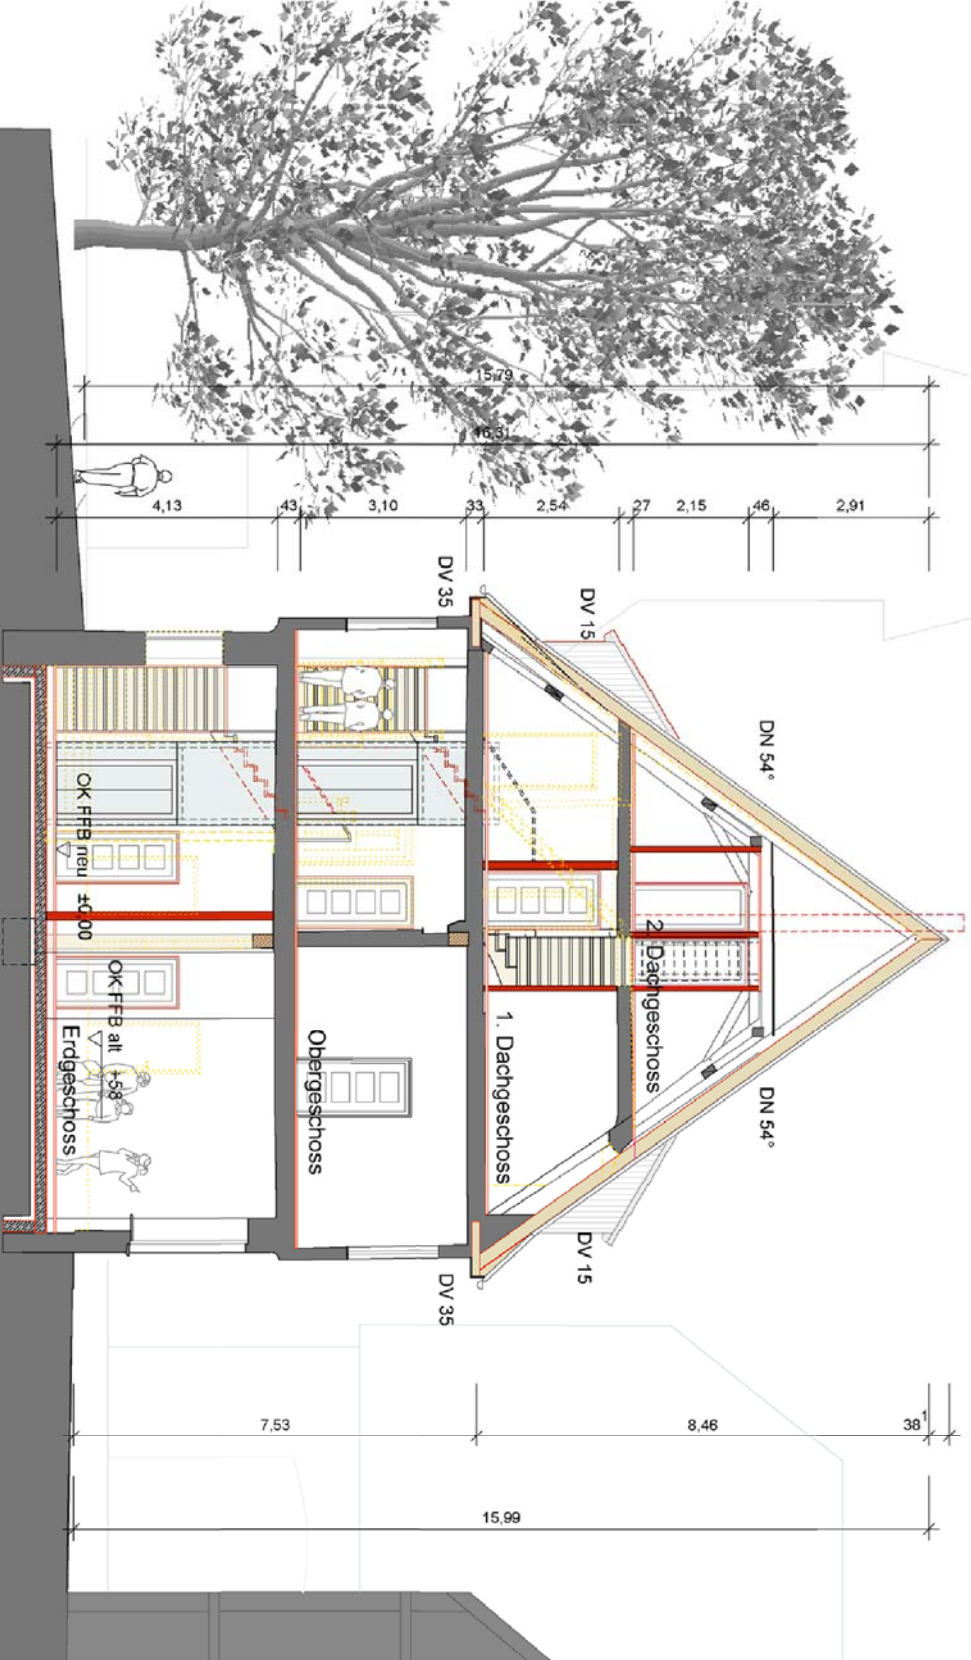 15,79
16,31
4,13
43
3,10
33
2,54
27
2,15
46
2,91
DV 35
DV 15
DN 54°
2. Dachgeschoss
1. Dachgeschoss
Obergeschoss
Erdgeschoss
OK FFB neu ±0,00
OK FFB alt +58
DN 54°
DV 15
DV 35
7,53
8,46
38¹
15,99